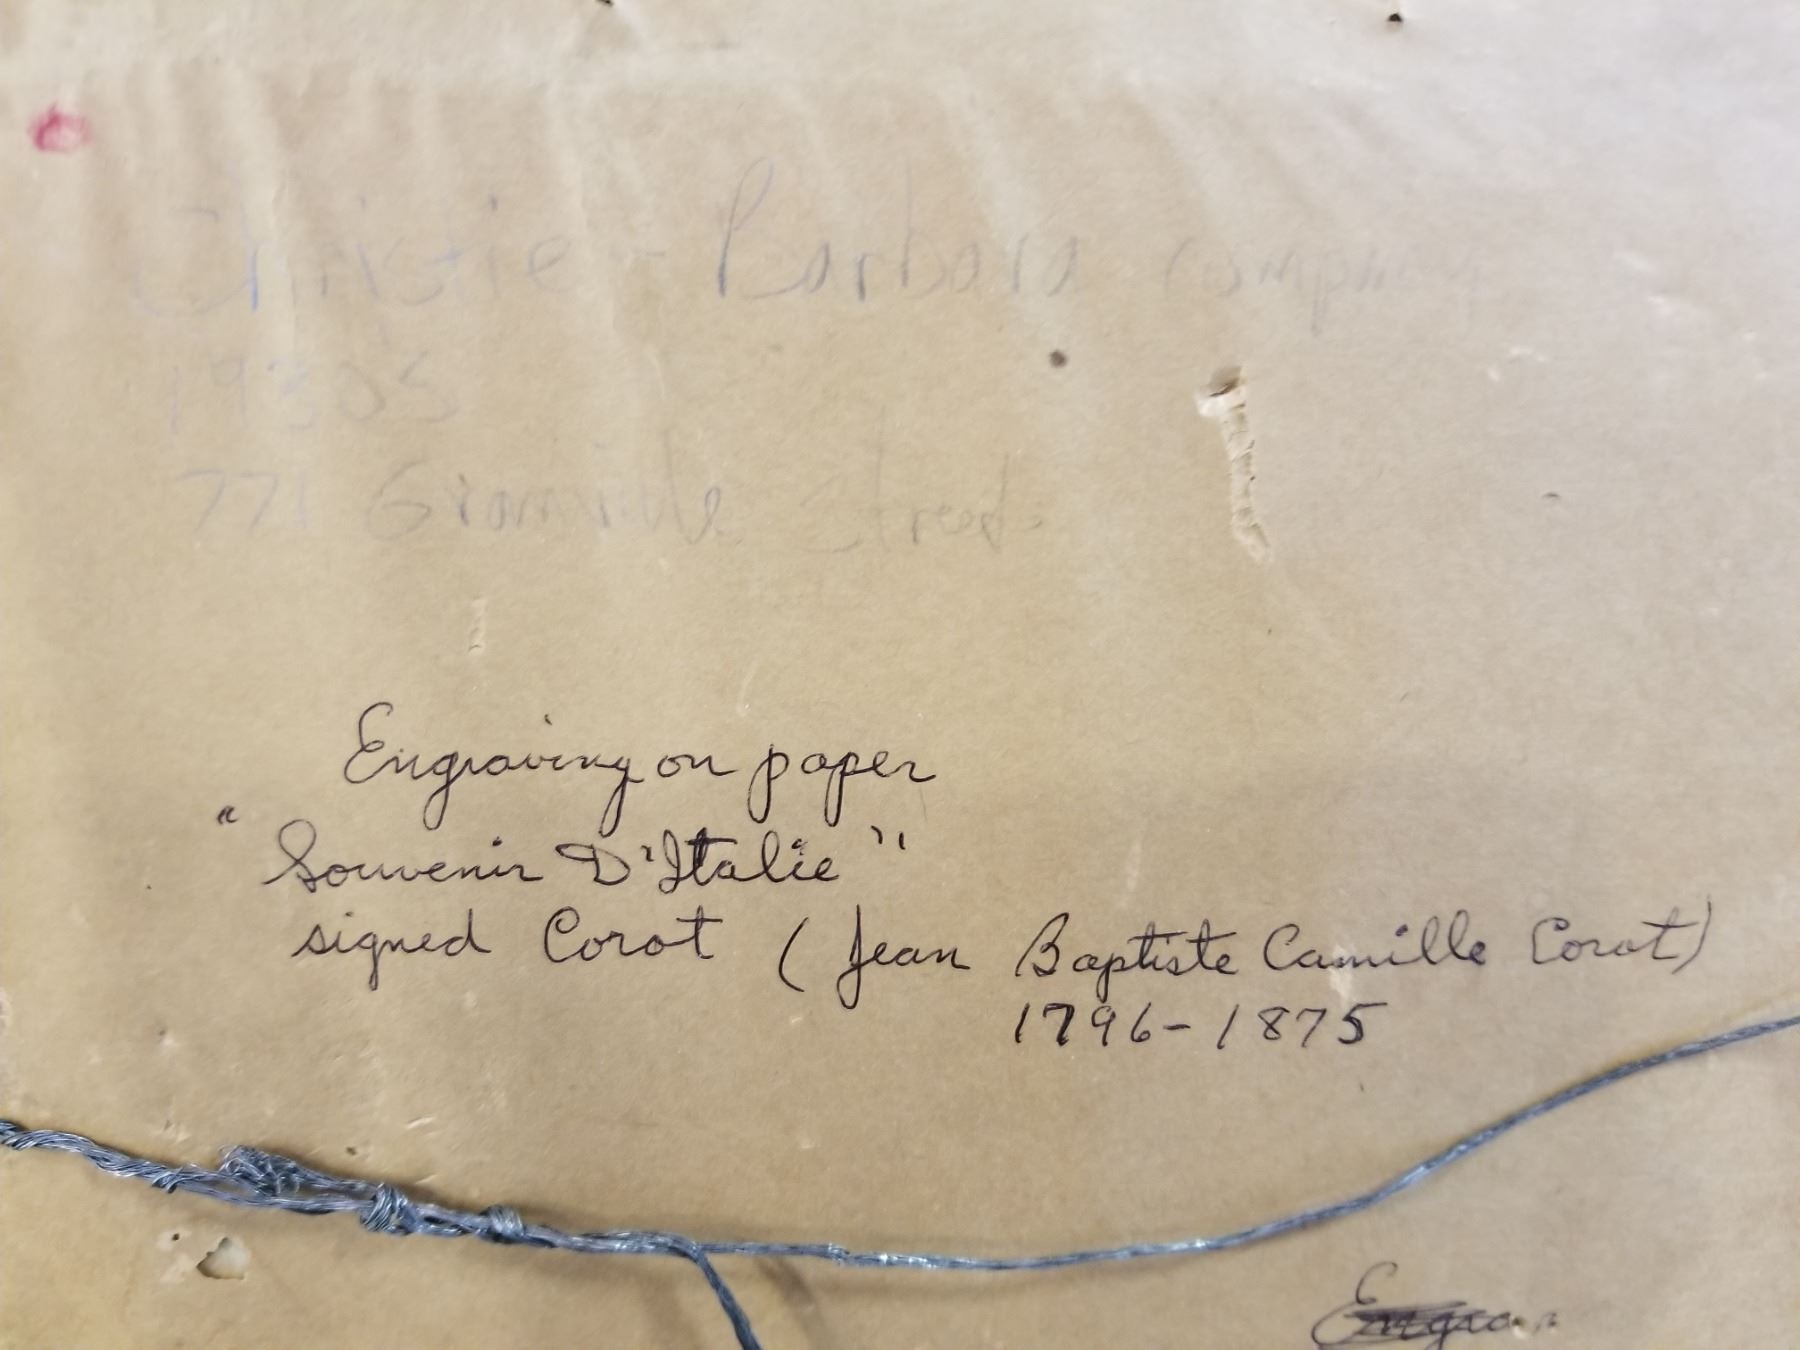 Christie - Barbara company
1930s
771 Granville Street
Engraving on paper
"Souvenir D'Italie"
signed Corot (Jean Baptiste Camille Corot)
1796-1875